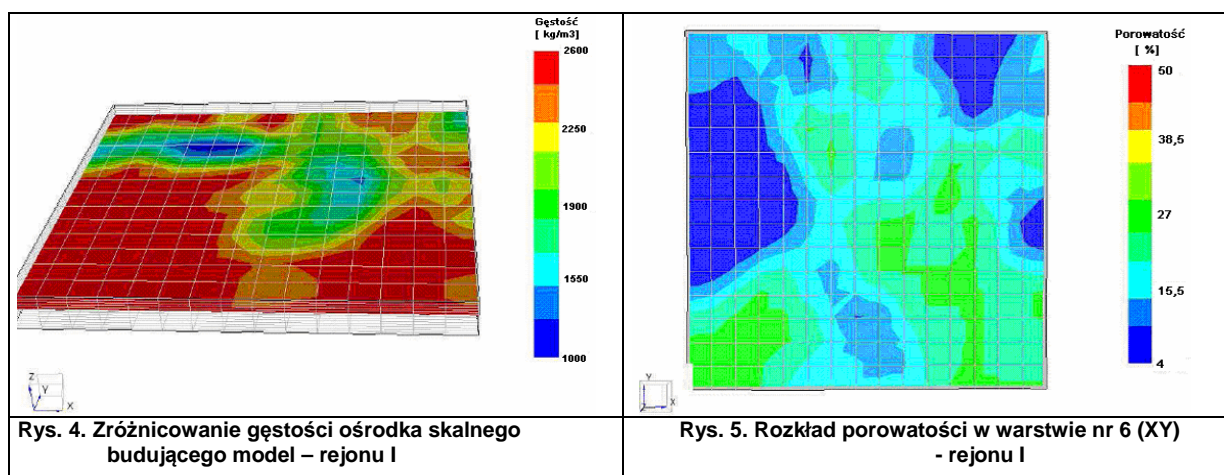 Gęstość
[ kg/m3]
2600
2250
1900
1550
1000
Z
Y
X
Rys. 4. Zróżnicowanie gęstości ośrodka skalnego
budującego model – rejonu I
Porowatość
[ %]
50
38,5
27
15,5
4
Y
Z
X
Rys. 5. Rozkład porowatości w warstwie nr 6 (XY)
- rejonu I